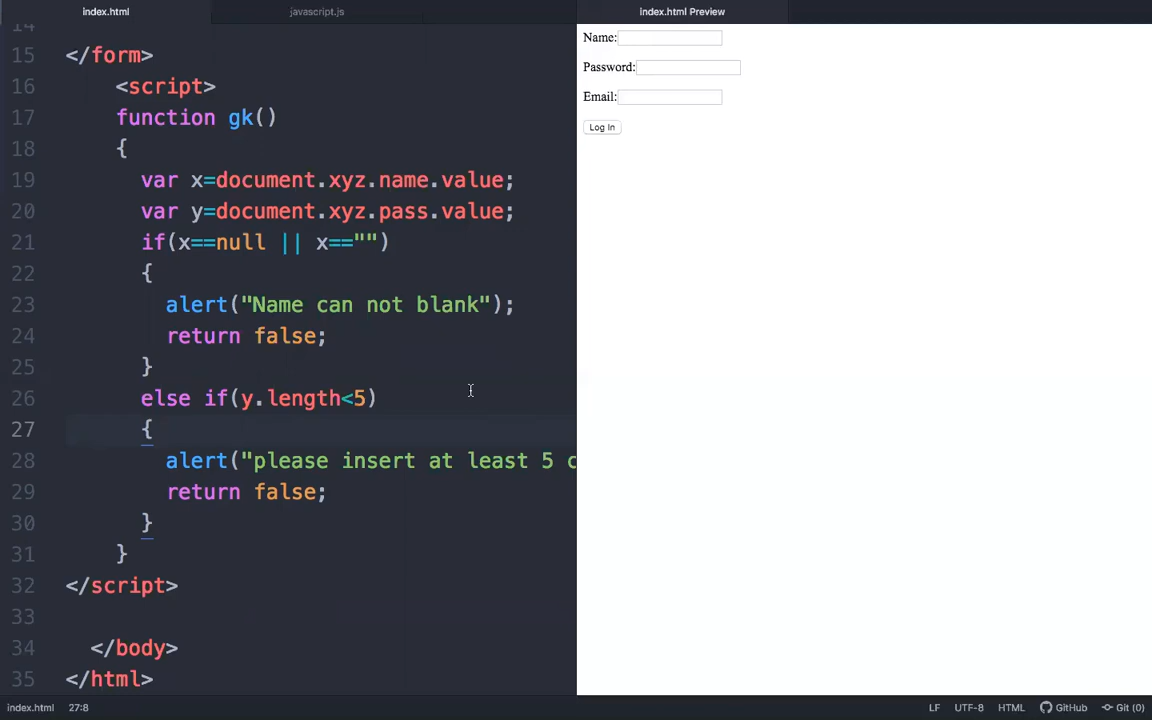 index.html
javascript.js
index.html Preview
14
15 </form>
16 <script>
17 function gk()
18 {
19 var x=document.xyz.name.value;
20 var y=document.xyz.pass.value;
21 if(x==null || x=="")
22 {
23 alert("Name can not blank");
24 return false;
25 }
26 else if(y.length<5)
27 {
28 alert("please insert at least 5 c
29 return false;
30 }
31 }
32 </script>
33
34 </body>
35 </html>
Name:
Password:
Email:
Log In
index.html 27:8 LF UTF-8 HTML GitHub Git (0)